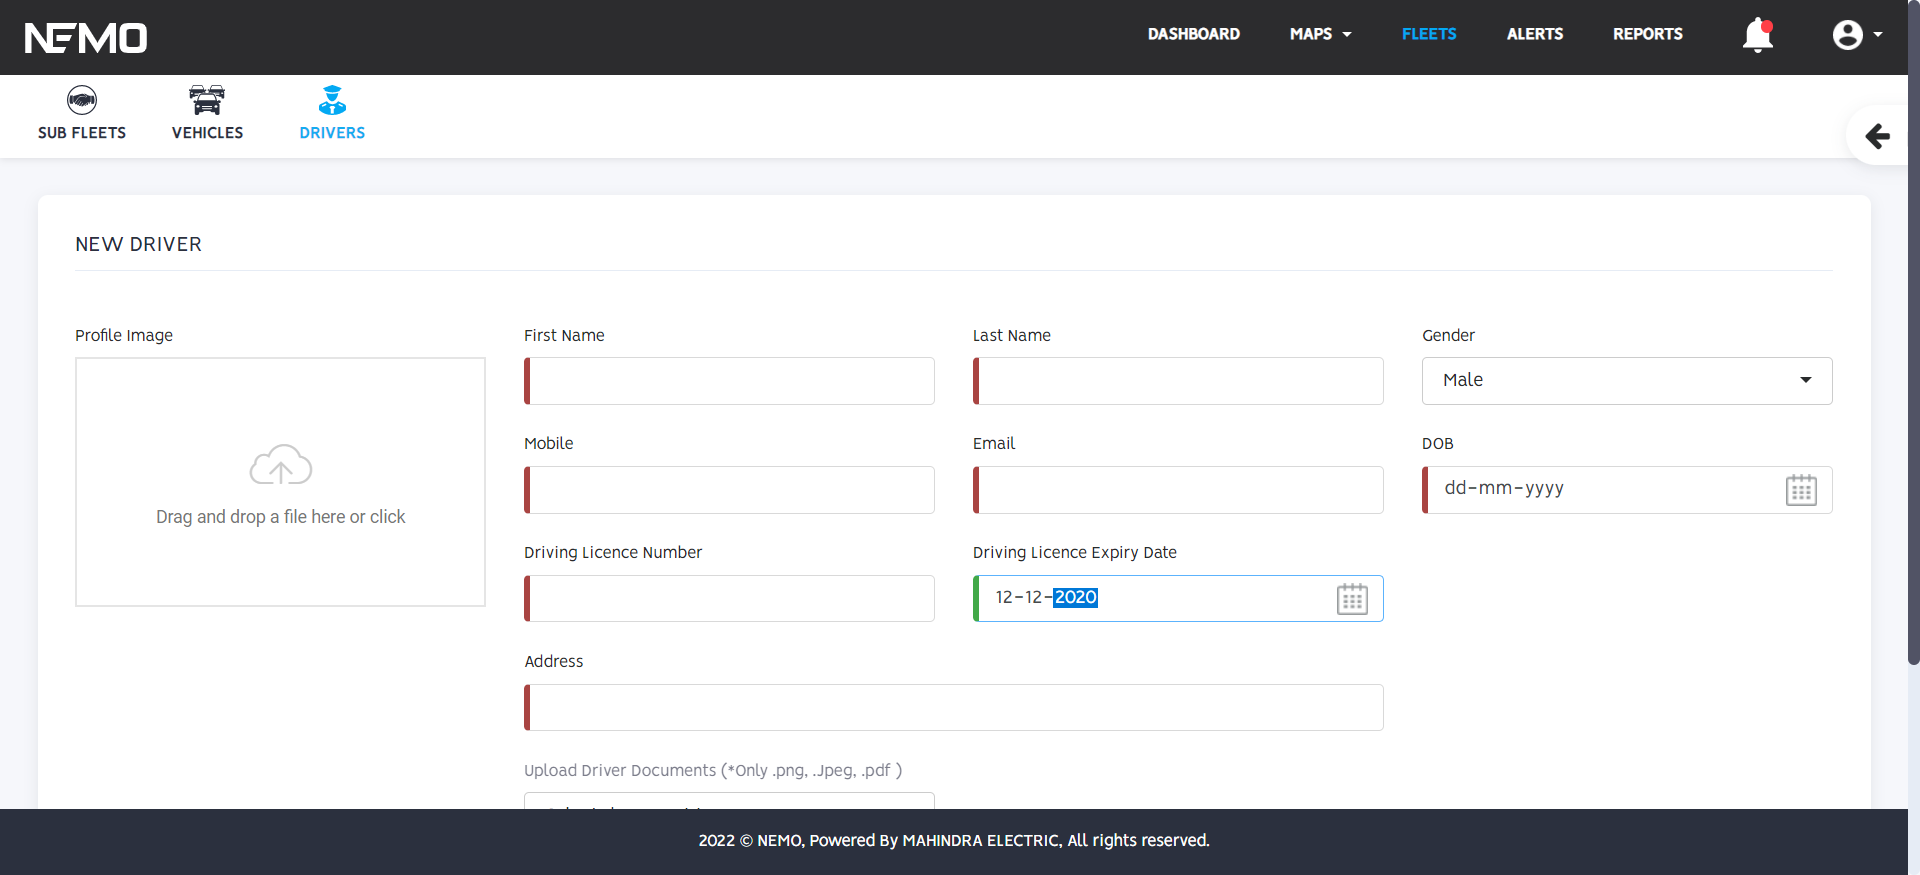 NEMO
DASHBOARD
MAPS
FLEETS
ALERTS
REPORTS
SUB FLEETS
VEHICLES
DRIVERS
NEW DRIVER
Profile Image
First Name
Last Name
Gender
Male
Mobile
Email
DOB
dd-mm-yyyy
Drag and drop a file here or click
Driving Licence Number
Driving Licence Expiry Date
12-12-2020
Address
Upload Driver Documents (*Only .png, .Jpeg, .pdf )
2022 © NEMO, Powered By MAHINDRA ELECTRIC, All rights reserved.